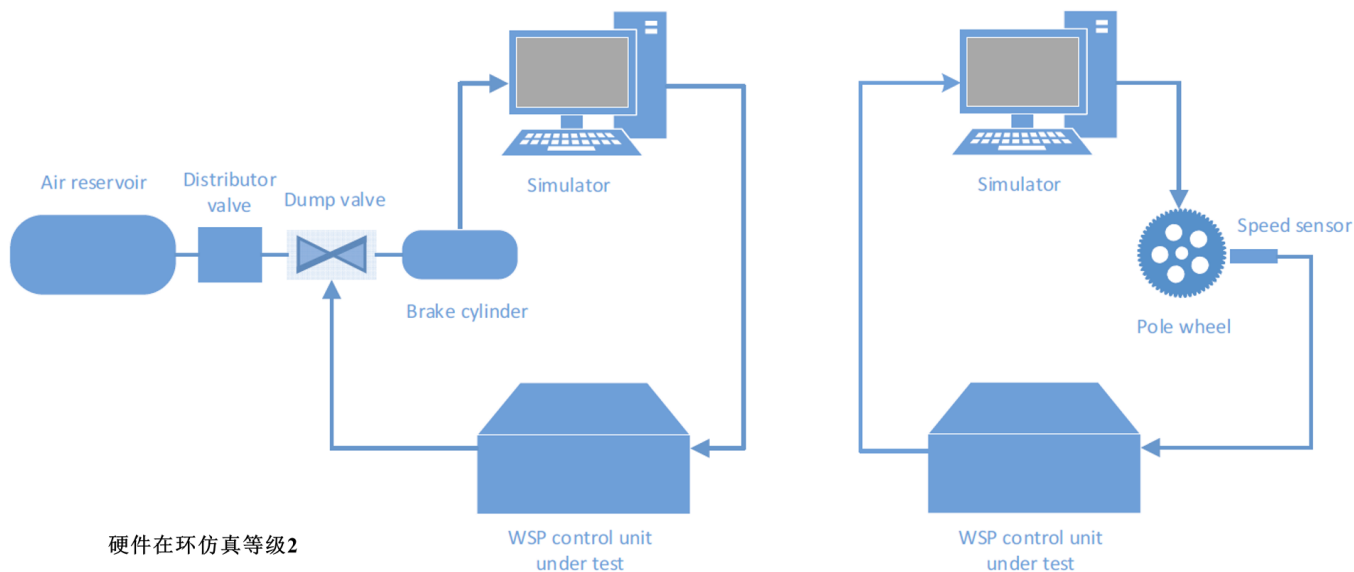 Air reservoir
Distributor
valve
Dump valve
Brake cylinder
Simulator
WSP control unit
under test
硬件在环仿真等级2
Simulator
Speed sensor
Pole wheel
WSP control unit
under test